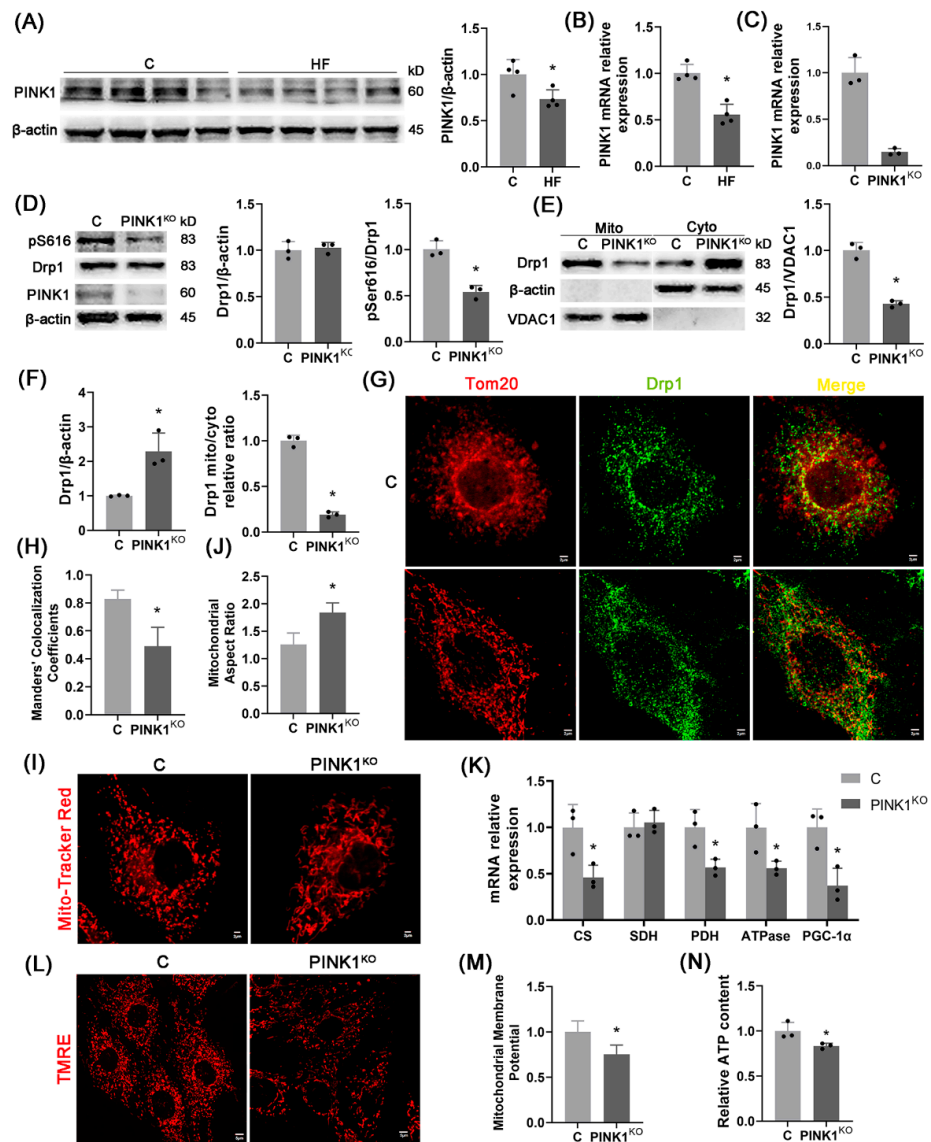 (A)
C HF kD
PINK1 60
β-actin 45
PINK1/β-actin
1.5
1.0
0.5
0.0
*
C HF
(B)
PINK1 mRNA relative
expression
1.5
1.0
0.5
0.0
*
C HF
(C)
PINK1 mRNA relative
expression
1.5
1.0
0.5
0.0
C PINK1KO
(D)
C PINK1KO kD
pS616 83
Drp1 83
PINK1 60
β-actin 45
Drp1/β-actin
1.5
1.0
0.5
0.0
C PINK1KO
pSer616/Drp1
1.5
1.0
0.5
0.0
*
C PINK1KO
(E)
Mito Cyto
C PINK1KO C PINK1KO kD
Drp1 83
β-actin 45
VDAC1 32
Drp1/VDAC1
1.5
1.0
0.5
0.0
*
C PINK1KO
(F)
Drp1/β-actin
4
3
2
1
0
*
C PINK1KO
Drp1 mito/cyto
relative ratio
1.5
1.0
0.5
0.0
*
C PINK1KO
(G)
Tom20 Drp1 Merge
C
2μm 2μm 2μm
2μm 2μm 2μm
(H)
Manders' Colocalization
Coefficients
1.0
0.8
0.6
0.4
0.2
0.0
*
C PINK1KO
(J)
Mitochondrial
Aspect Ratio
2.5
2.0
1.5
1.0
0.5
0.0
*
C PINK1KO
(I)
C PINK1KO
Mito-Tracker Red
2μm 2μm
(K)
mRNA relative
expression
1.5
1.0
0.5
0.0
* * * *
CS SDH PDH ATPase PGC-1α
C
PINK1KO
(L)
C PINK1KO
TMRE
5μm 5μm
(M)
Mitochondrial Membrane
Potential
1.5
1.0
0.5
0.0
*
C PINK1KO
(N)
Relative ATP content
1.5
1.0
0.5
0.0
*
C PINK1KO